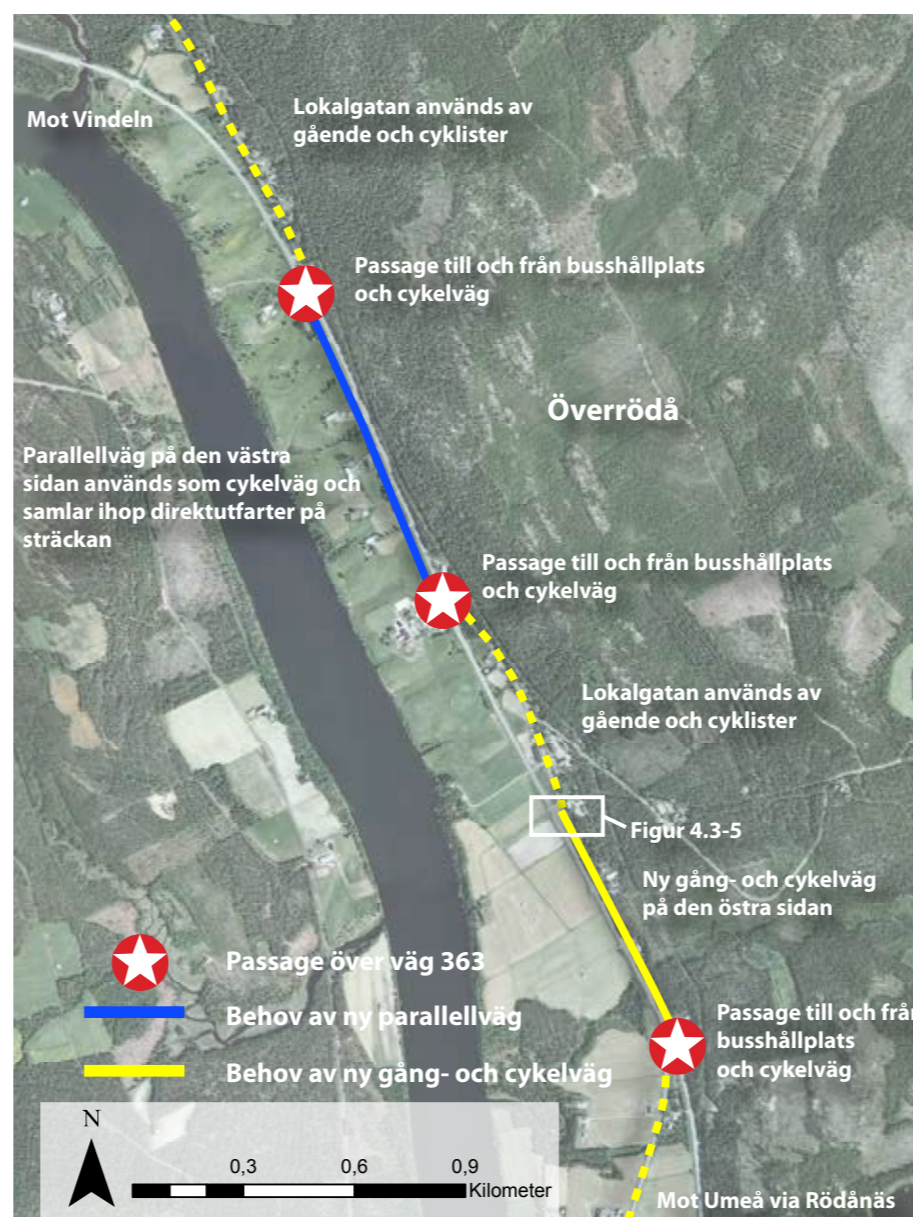 Lokalgatan används av
gående och cyklister
Mot Vindeln
Passage till och från busshållplats
och cykelväg
Överrödå
Parallellväg på den västra
sidan används som cykelväg och
samlar ihop direktutfarter på
sträckan
Passage till och från busshållplats
och cykelväg
Lokalgatan används av
gående och cyklister
Figur 4.3-5
Ny gång- och cykelväg
på den östra sidan
Passage över väg 363
Behov av ny parallellväg
Behov av ny gång- och cykelväg
Passage till och från
busshållplats
och cykelväg
N
0,3 0,6 0,9
Kilometer
Mot Umeå via Rödånäs